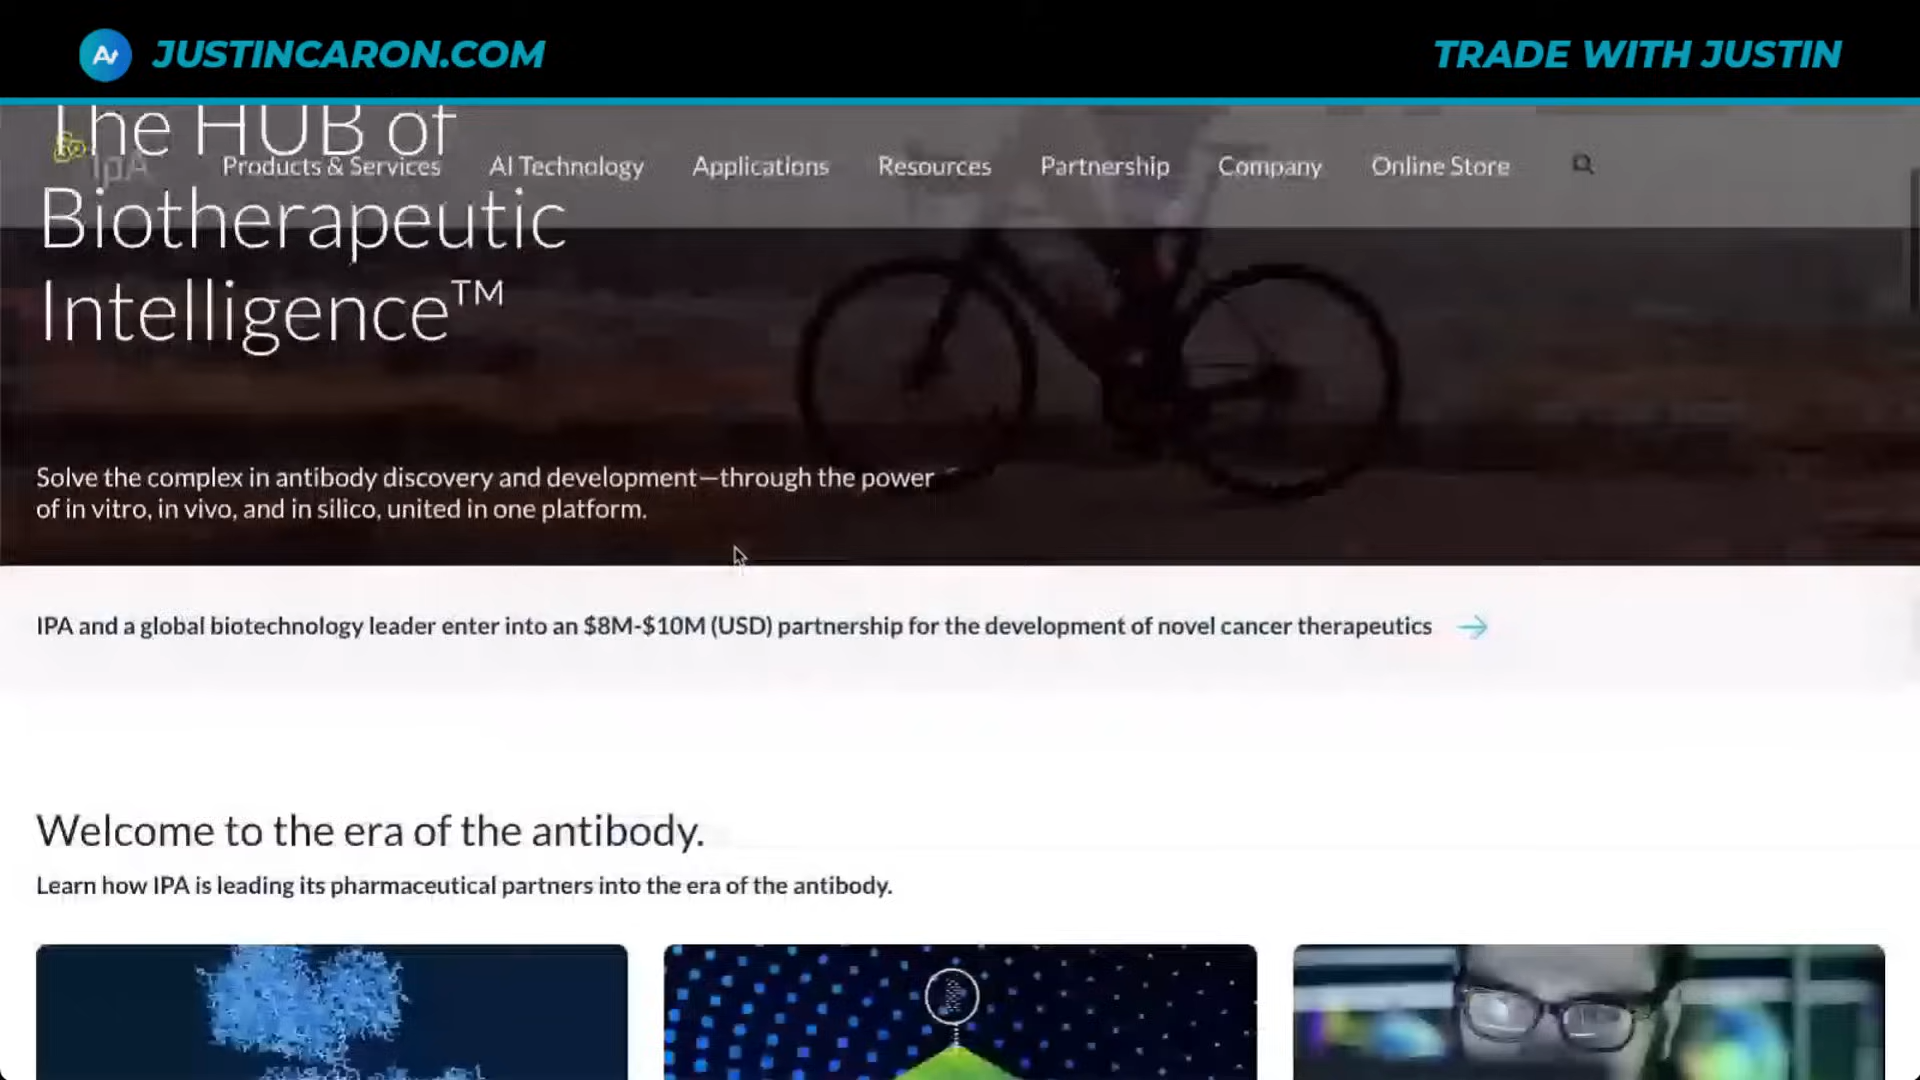 JUSTINCARON.COM
TRADE WITH JUSTIN
IPA
Products & Services
AI Technology
Applications
Resources
Partnership
Company
Online Store
The HUB of
Biotherapeutic
Intelligence™
Solve the complex in antibody discovery and development—through the power
of in vitro, in vivo, and in silico, united in one platform.
IPA and a global biotechnology leader enter into an $8M-$10M (USD) partnership for the development of novel cancer therapeutics
Welcome to the era of the antibody.
Learn how IPA is leading its pharmaceutical partners into the era of the antibody.